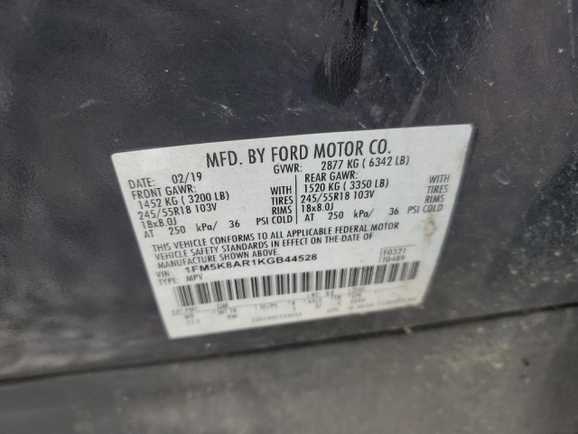 MFD. BY FORD MOTOR CO.
DATE: 02/19 GVWR: 2877 KG ( 6342 LB)
FRONT GAWR: REAR GAWR:
1452 KG ( 3200 LB) WITH 1520 KG ( 3350 LB) WITH
245/55R18 103V TIRES 245/55R18 103V TIRES
18x8.0J RIMS 18x8.0J RIMS
AT 250 kPa/ 36 PSI COLD AT 250 kPa/ 36 PSI COLD
THIS VEHICLE CONFORMS TO ALL APPLICABLE FEDERAL MOTOR
VEHICLE SAFETY STANDARDS IN EFFECT ON THE DATE OF
MANUFACTURE SHOWN ABOVE.
VIN: 1FM5K8AR1KGB44528
TYPE: MPV